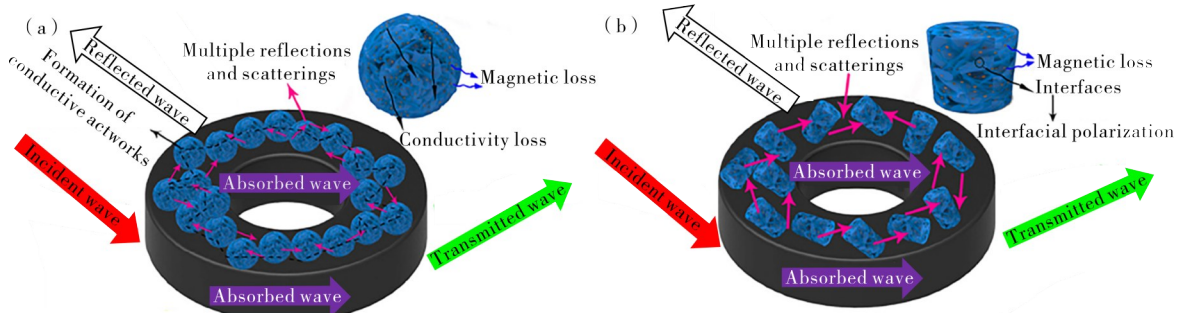 (a)
Reflected wave
Formation of
conductive actworks
Multiple reflections
and scatterings
Magnetic loss
Conductivity loss
Incident wave
Absorbed wave
Transmitted wave
Absorbed wave
(b)
Reflected wave
Multiple reflections
and scatterings
Magnetic loss
Interfaces
Interfacial polarization
Incident wave
Absorbed wave
Transmitted wave
Absorbed wave